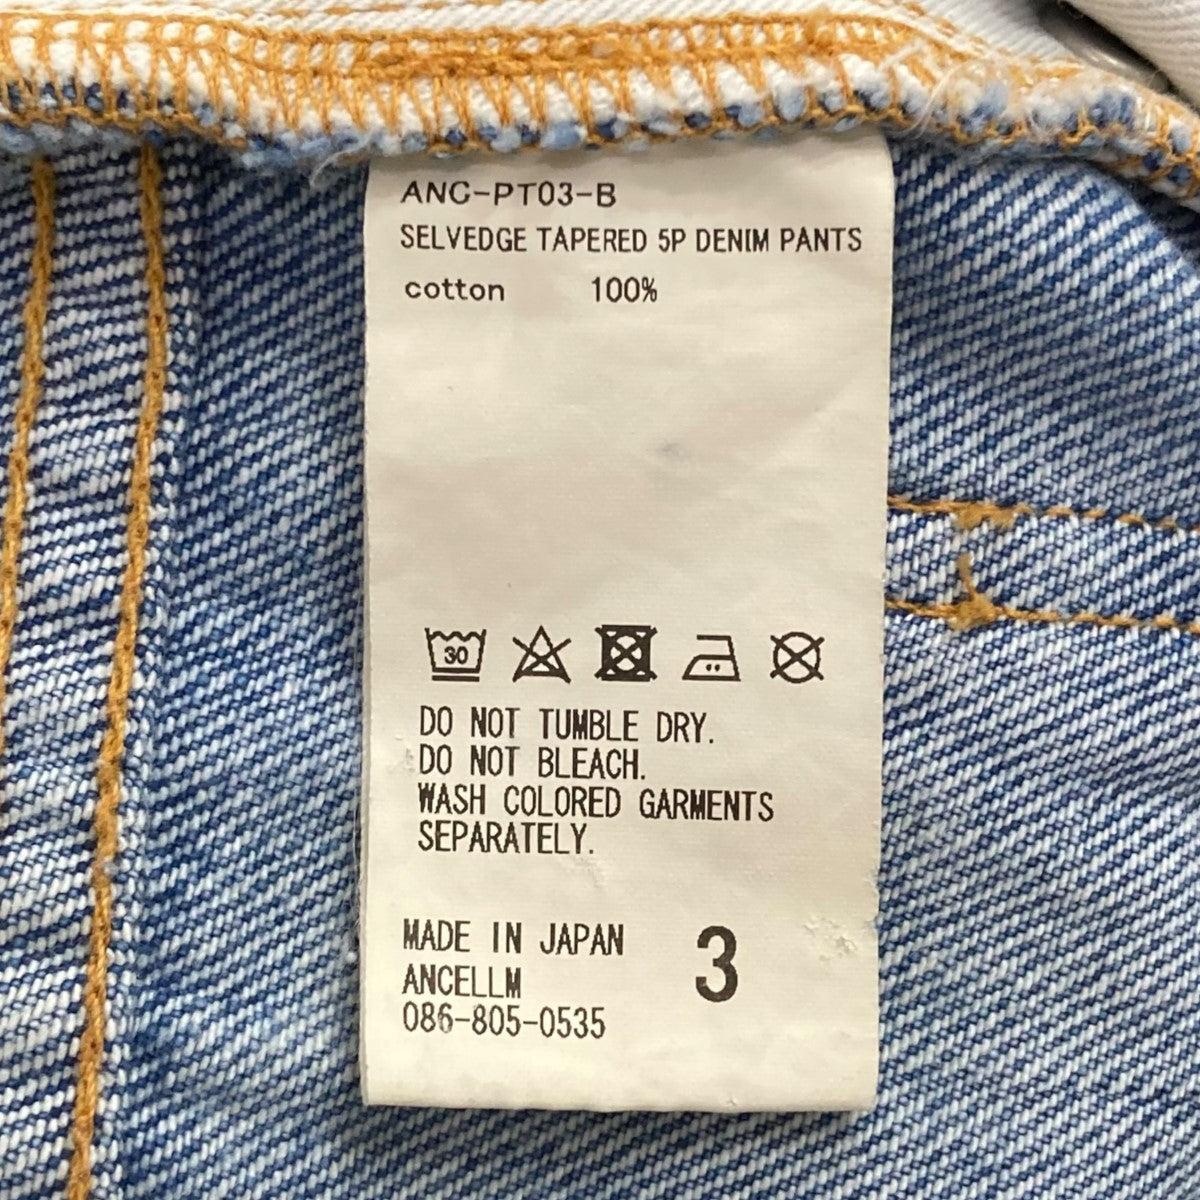 ANC-PT03-B
SELVEDGE TAPERED 5P DENIM PANTS
cotton 100%
30
DO NOT TUMBLE DRY.
DO NOT BLEACH.
WASH COLORED GARMENTS
SEPARATELY.
MADE IN JAPAN
3
ANCELLM
086-805-0535